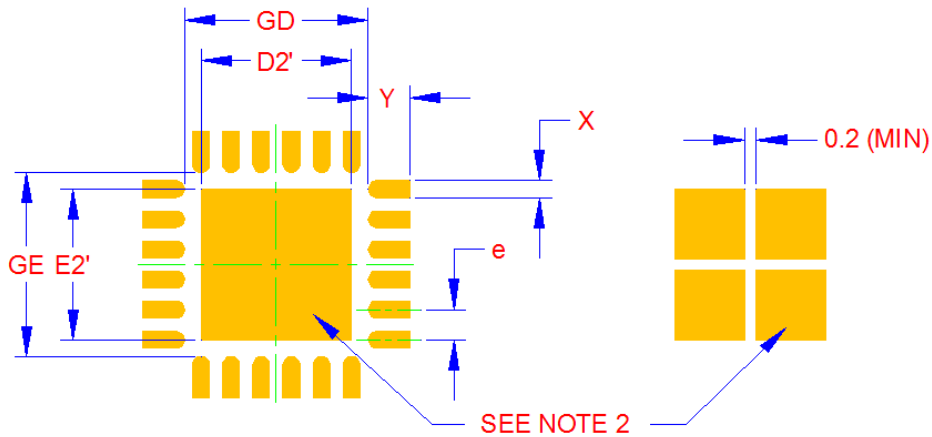 GD
D2'
Y
X
0.2 (MIN)
e
GE E2'
SEE NOTE 2